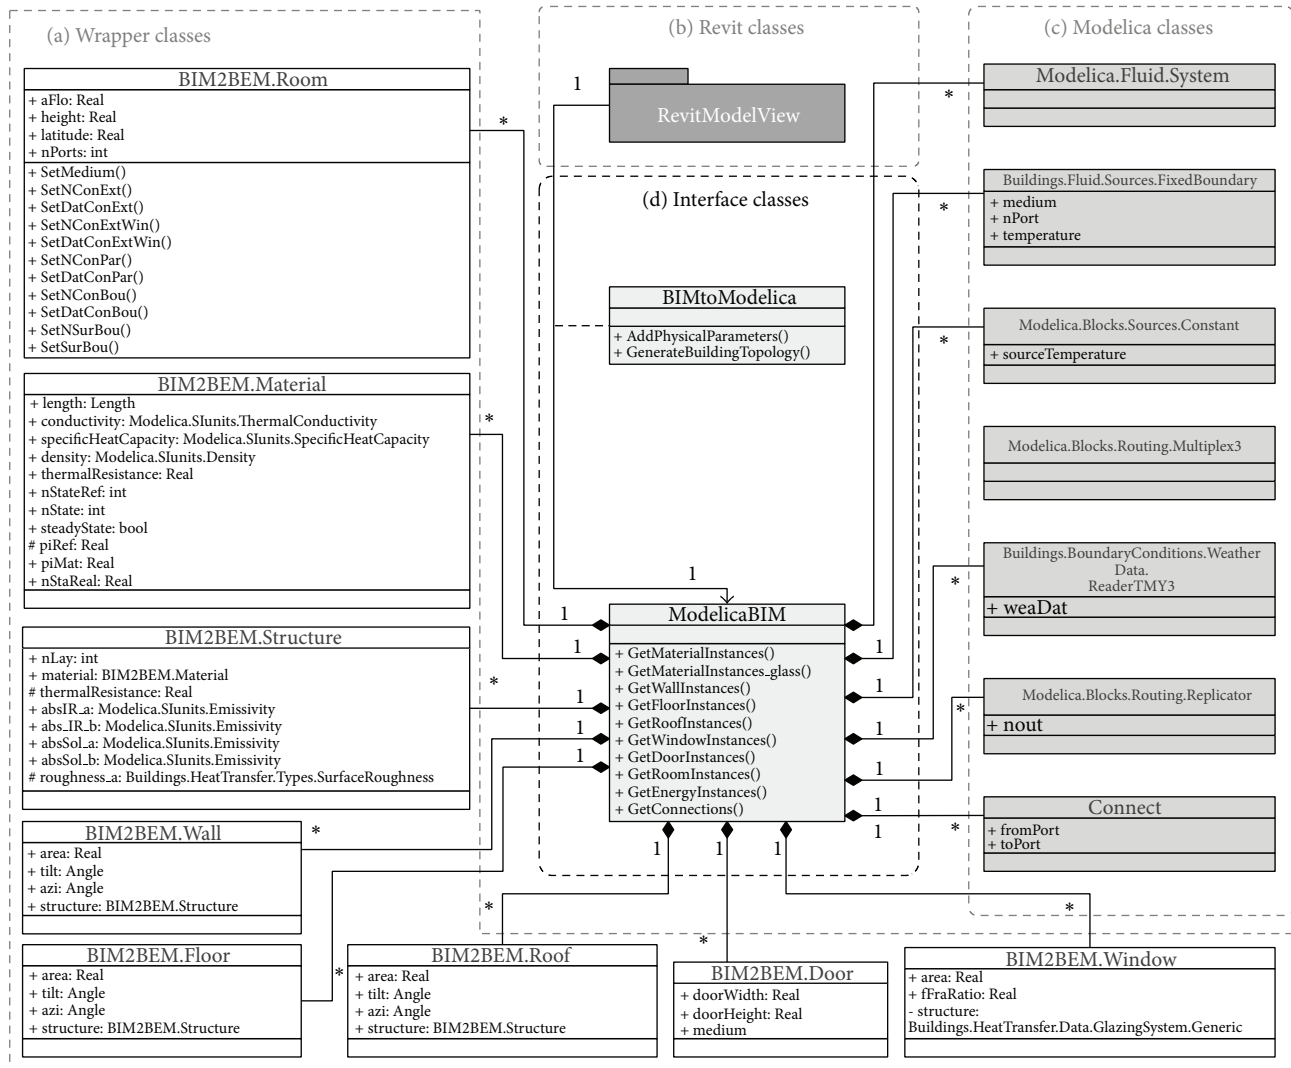 (a) Wrapper classes
BIM2BEM.Room
+ aFlo: Real
+ height: Real
+ latitude: Real
+ nPorts: int
+ SetMedium()
+ SetNConExt()
+ SetDatConExt()
+ SetNConExtWin()
+ SetDatConExtWin()
+ SetNConPar()
+ SetDatConPar()
+ SetNConBou()
+ SetDatConBou()
+ SetNSurBou()
+ SetSurBou()
*
BIM2BEM.Material
+ length: Length
+ conductivity: Modelica.SIunits.ThermalConductivity
+ specificHeatCapacity: Modelica.SIunits.SpecificHeatCapacity
+ density: Modelica.SIunits.Density
+ thermalResistance: Real
+ nStateRef: int
+ nState: int
+ steadyState: bool
# piRef: Real
+ piMat: Real
+ nStaReal: Real
*
BIM2BEM.Structure
+ nLay: int
+ material: BIM2BEM.Material
# thermalResistance: Real
+ absIR_a: Modelica.SIunits.Emissivity
+ abs_IR_b: Modelica.SIunits.Emissivity
+ absSol_a: Modelica.SIunits.Emissivity
+ absSol_b: Modelica.SIunits.Emissivity
# roughness_a: Buildings.HeatTransfer.Types.SurfaceRoughness
*
BIM2BEM.Wall
+ area: Real
+ tilt: Angle
+ azi: Angle
+ structure: BIM2BEM.Structure
*
BIM2BEM.Floor
+ area: Real
+ tilt: Angle
+ azi: Angle
+ structure: BIM2BEM.Structure
*
BIM2BEM.Roof
+ area: Real
+ tilt: Angle
+ azi: Angle
+ structure: BIM2BEM.Structure
*
BIM2BEM.Door
+ doorWidth: Real
+ doorHeight: Real
+ medium
*
BIM2BEM.Window
+ area: Real
+ fFraRatio: Real
- structure:
Buildings.HeatTransfer.Data.GlazingSystem.Generic
*
(b) Revit classes
1
RevitModelView
(d) Interface classes
BIMtoModelica
+ AddPhysicalParameters()
+ GenerateBuildingTopology()
1
ModelicaBIM
+ GetMaterialInstances()
+ GetMaterialInstances_glass()
+ GetWallInstances()
+ GetFloorInstances()
+ GetRoofInstances()
+ GetWindowInstances()
+ GetDoorInstances()
+ GetRoomInstances()
+ GetEnergyInstances()
+ GetConnections()
1
1
1
1
1
1
1
1
1
1
1
1
1
1
(c) Modelica classes
Modelica.Fluid.System
*
Buildings.Fluid.Sources.FixedBoundary
+ medium
+ nPort
+ temperature
*
Modelica.Blocks.Sources.Constant
+ sourceTemperature
*
Modelica.Blocks.Routing.Multiplex3
Buildings.BoundaryConditions.Weather
Data.
ReaderTMY3
+ weaDat
*
Modelica.Blocks.Routing.Replicator
+ nout
*
Connect
+ fromPort
+ toPort
*